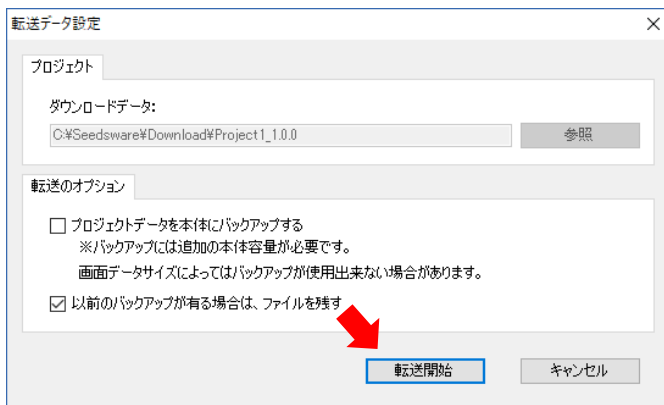 転送データ設定
プロジェクト
ダウンロードデータ:
C:¥Seedsware¥Download¥Project1_1.0.0
参照
転送のオプション
プロジェクトデータを本体にバックアップする
※バックアップには追加の本体容量が必要です。
画面データサイズによってはバックアップが使用出来ない場合があります。
以前のバックアップが有る場合は、ファイルを残す
転送開始
キャンセル